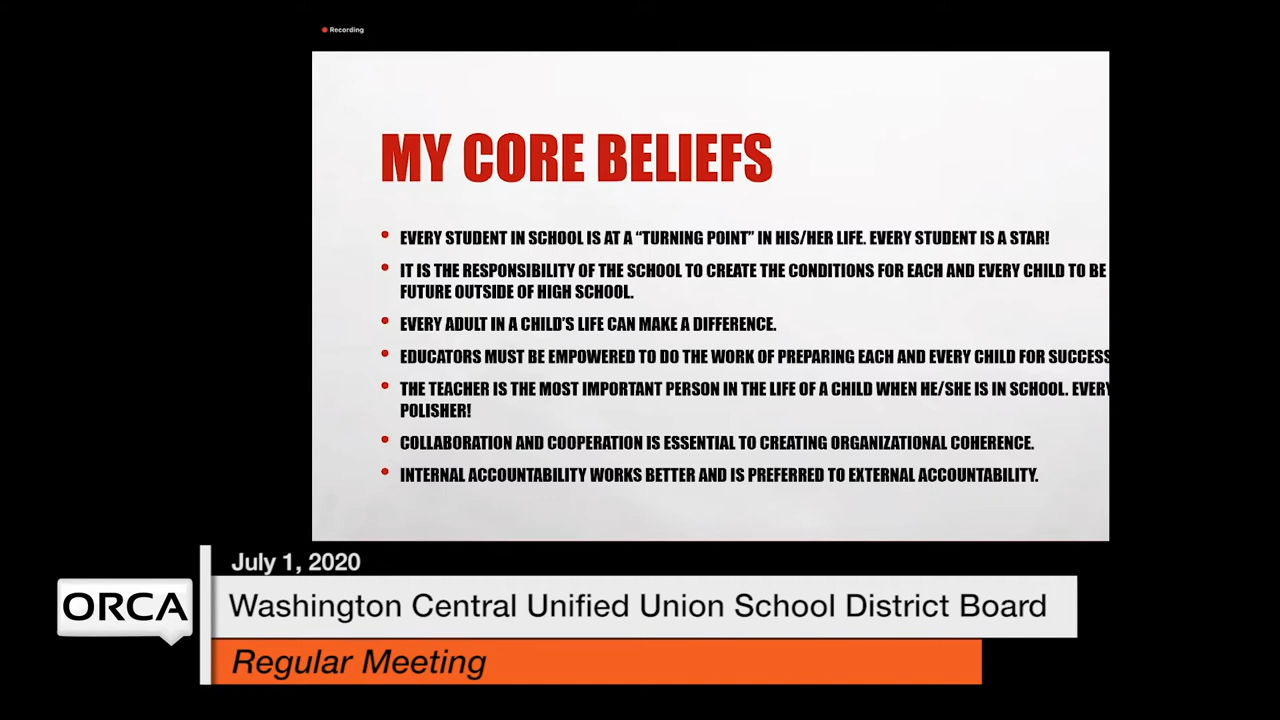 Recording
MY CORE BELIEFS
• EVERY STUDENT IN SCHOOL IS AT A “TURNING POINT” IN HIS/HER LIFE. EVERY STUDENT IS A STAR!
• IT IS THE RESPONSIBILITY OF THE SCHOOL TO CREATE THE CONDITIONS FOR EACH AND EVERY CHILD TO BE
FUTURE OUTSIDE OF HIGH SCHOOL.
• EVERY ADULT IN A CHILD’S LIFE CAN MAKE A DIFFERENCE.
• EDUCATORS MUST BE EMPOWERED TO DO THE WORK OF PREPARING EACH AND EVERY CHILD FOR SUCCESS
• THE TEACHER IS THE MOST IMPORTANT PERSON IN THE LIFE OF A CHILD WHEN HE/SHE IS IN SCHOOL. EVERY
POLISHER!
• COLLABORATION AND COOPERATION IS ESSENTIAL TO CREATING ORGANIZATIONAL COHERENCE.
• INTERNAL ACCOUNTABILITY WORKS BETTER AND IS PREFERRED TO EXTERNAL ACCOUNTABILITY.
July 1, 2020
ORCA
Washington Central Unified Union School District Board
Regular Meeting